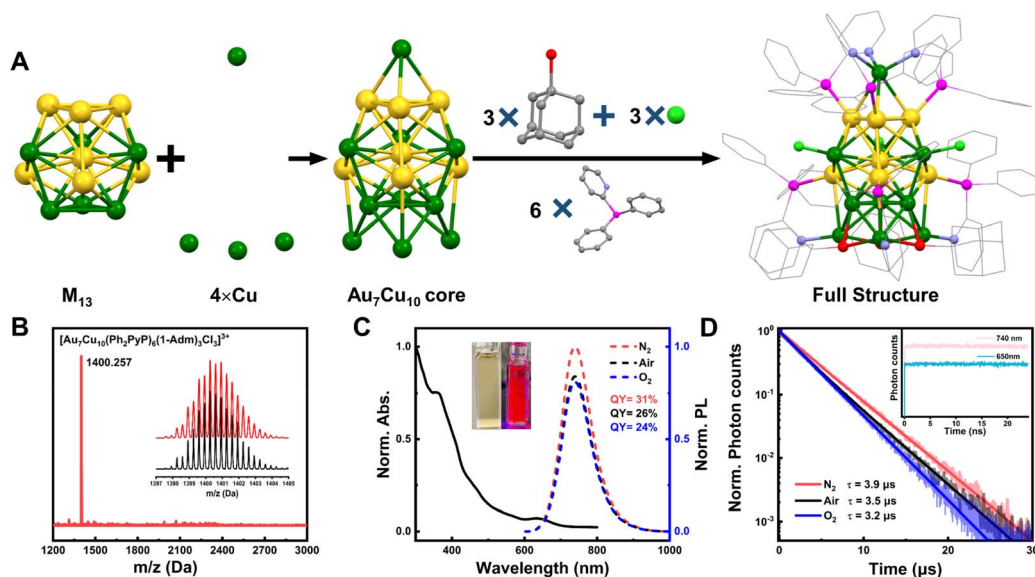 A
3×
+
3×
6 ×
+
M13
4×Cu
Au7Cu10 core
Full Structure
B
[Au7Cu10(Ph2PyP)6(1-Adm)3Cl3]3+
1400.257
1397 1398 1399 1400 1401 1402 1403 1404 1405
m/z (Da)
1200 1500 1800 2100 2400 2700 3000
m/z (Da)
C
N2
Air
O2
QY= 31%
QY= 26%
QY= 24%
1.0
0.5
0.0
Norm. Abs.
1.0
0.5
0.0
Norm. PL
400 600 800 1000
Wavelength (nm)
D
740 nm
650nm
Photon counts
0 5 10 15 20
Time (ns)
100
10-1
10-2
10-3
Norm. Photon counts
N2 τ = 3.9 μs
Air τ = 3.5 μs
O2 τ = 3.2 μs
0 10 20 30
Time (μs)